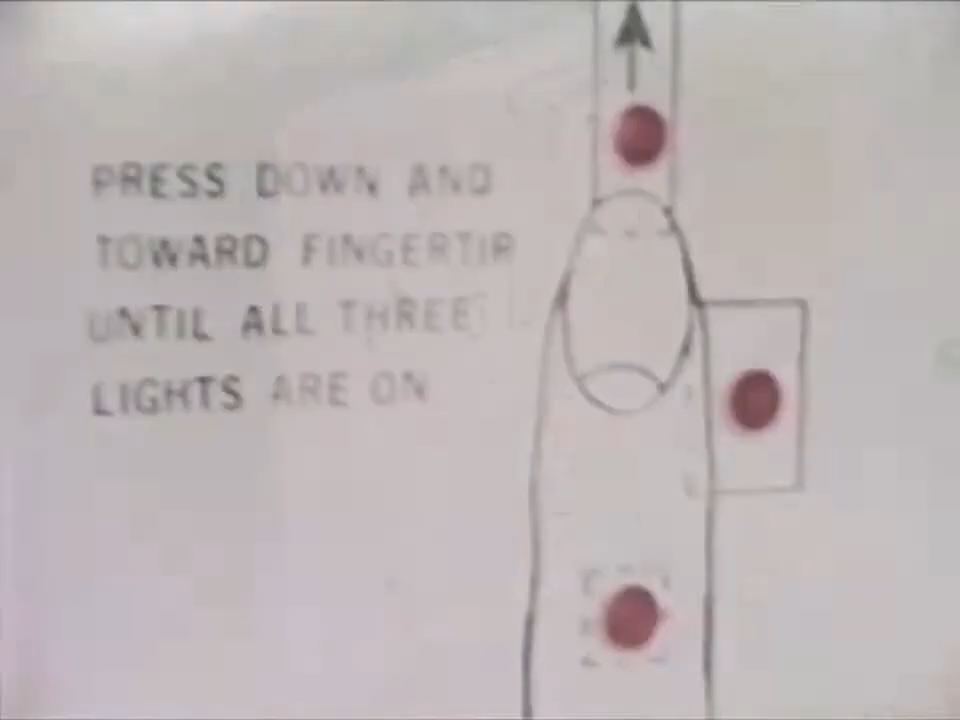 PRESS DOWN AND
TOWARD FINGERTIP
UNTIL ALL THREE
LIGHTS ARE ON